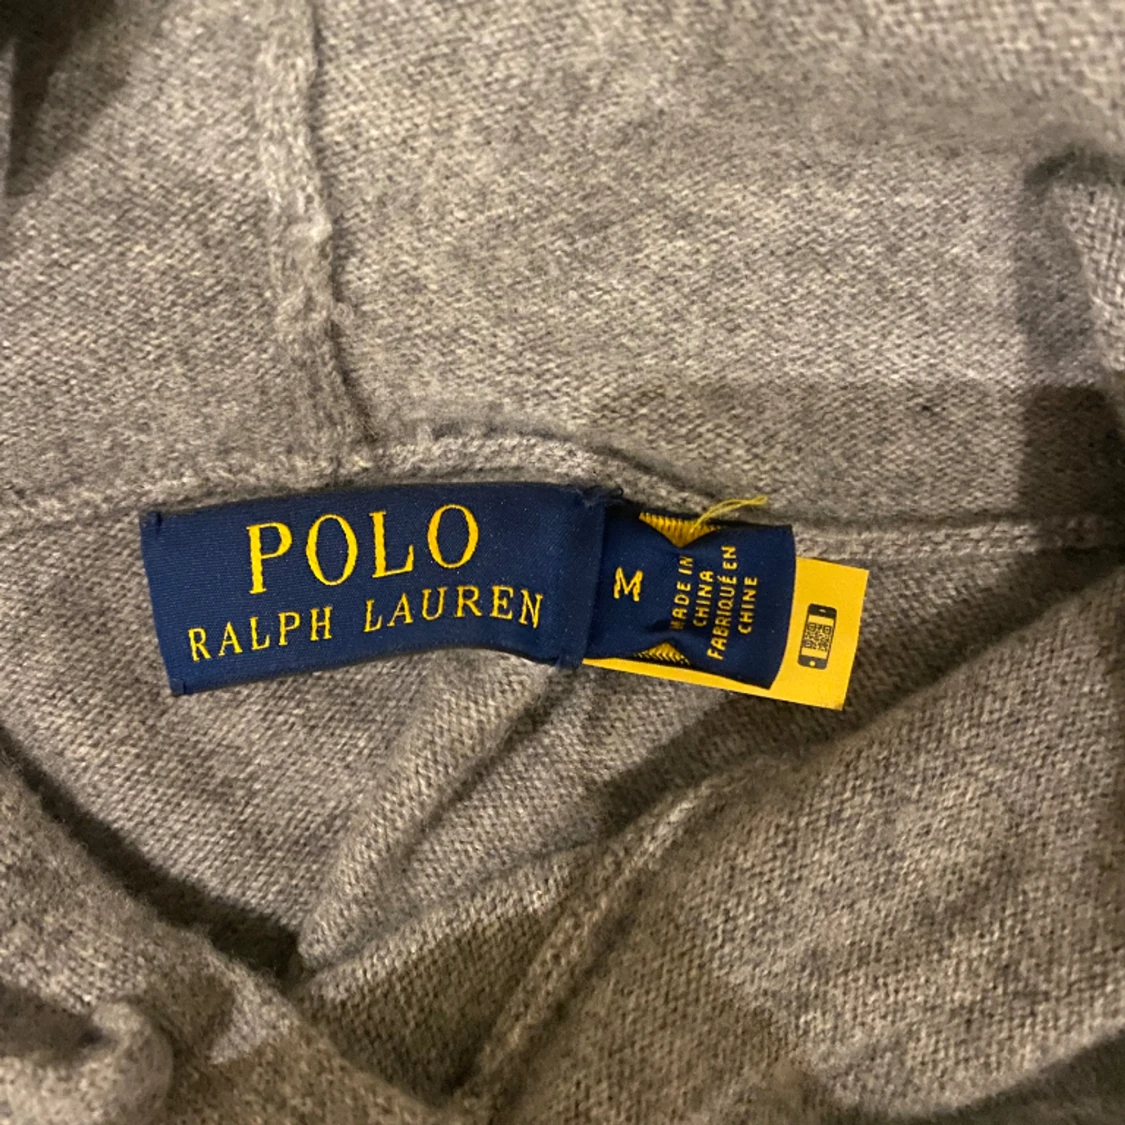 POLO
RALPH LAUREN
M
MADE IN
CHINA
FABRIQUÉ EN
CHINE